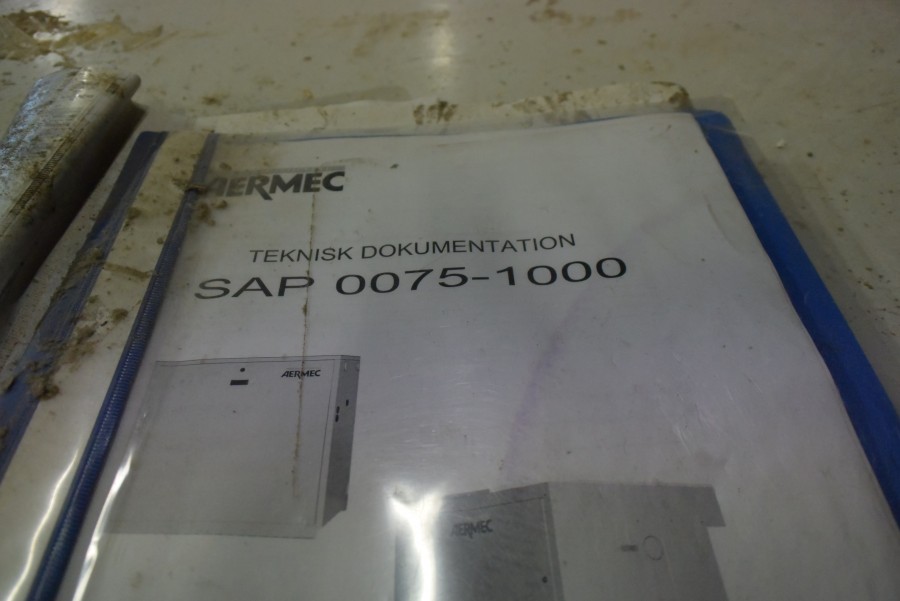 AERMEC
TEKNISK DOKUMENTATION
SAP 0075-1000
AERMEC
AERMEC